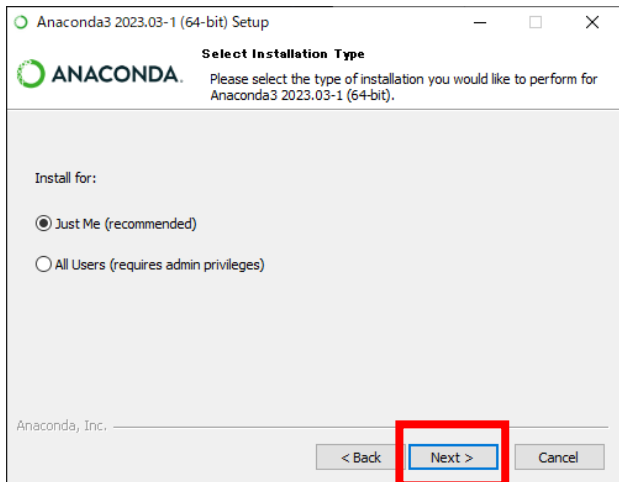 Anaconda3 2023.03-1 (64-bit) Setup
Select Installation Type
ANACONDA.
Please select the type of installation you would like to perform for
Anaconda3 2023.03-1 (64-bit).
Install for:
Just Me (recommended)
All Users (requires admin privileges)
Anaconda, Inc.
< Back Next > Cancel